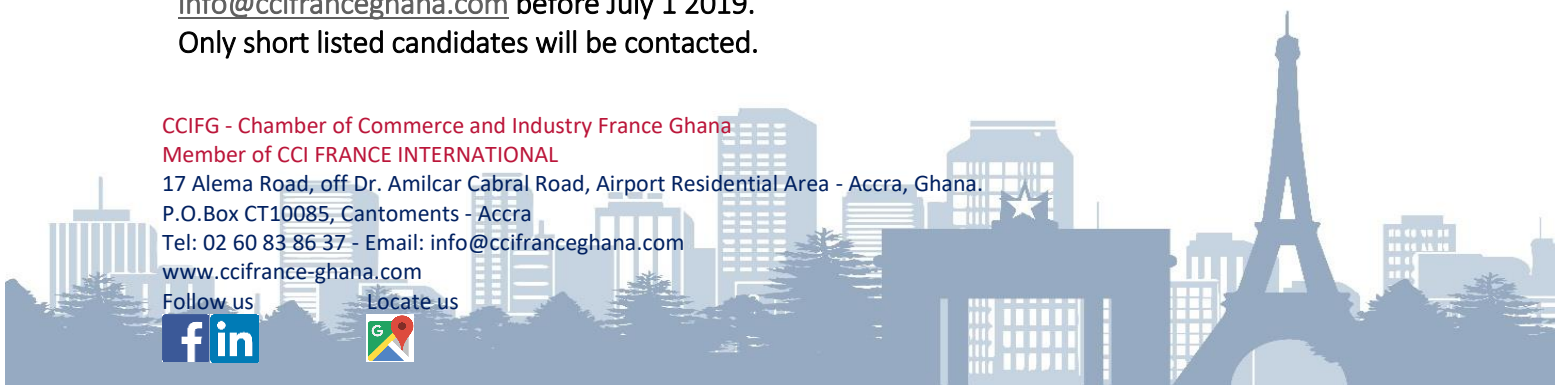 info@ccifranceghana.com before July 1 2019.
Only short listed candidates will be contacted.
CCIFG - Chamber of Commerce and Industry France Ghana
Member of CCI FRANCE INTERNATIONAL
17 Alema Road, off Dr. Amilcar Cabral Road, Airport Residential Area - Accra, Ghana.
P.O.Box CT10085, Cantoments - Accra
Tel: 02 60 83 86 37 - Email: info@ccifranceghana.com
www.ccifrance-ghana.com
Follow us Locate us
f in G